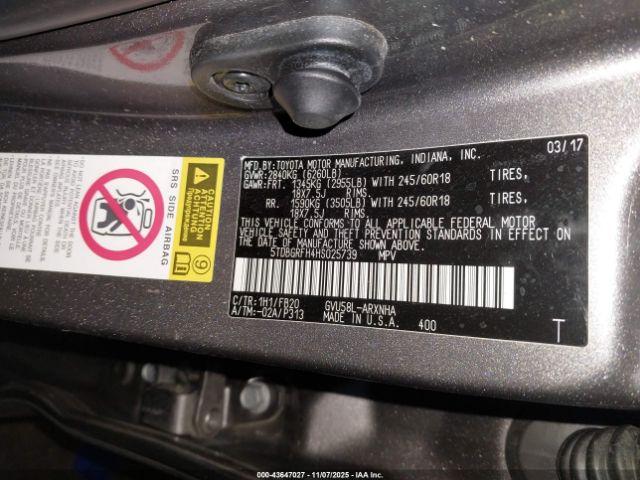 MFD.BY:TOYOTA MOTOR MANUFACTURING, INDIANA, INC. 03/17
GVWR:2840KG (6260LB)
GAWR:FRT. 1345KG (2955LB) WITH 245/60R18 TIRES,
18X7.5J RIMS,
RR. 1590KG (3505LB) WITH 245/60R18 TIRES,
18X7.5J RIMS.
THIS VEHICLE CONFORMS TO ALL APPLICABLE FEDERAL MOTOR
VEHICLE SAFETY AND THEFT PREVENTION STANDARDS IN EFFECT ON
THE DATE OF MANUFACTURE SHOWN ABOVE.
5TDBGRFH4HS025739 MPV
C/TR:1H1/FB20 GVU58L-ARXNHA
A/TM:-02A/P313 MADE IN U.S.A. 400
T
SRS SIDE AIRBAG
CAUTION
ATTENTION
9
000-43647027 - 11/07/2025 - IAAI.COM